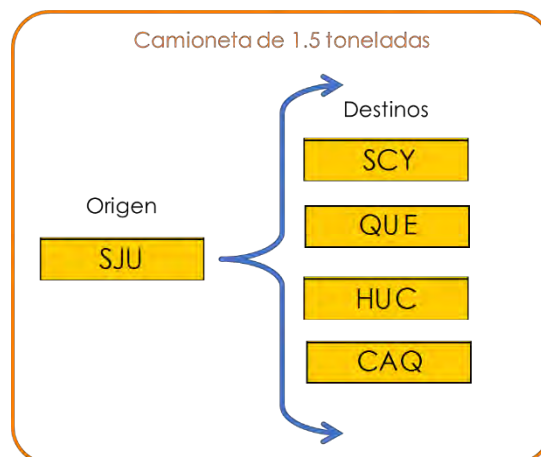 Camioneta de 1.5 toneladas
Destinos
SCY
QUE
Origen
SJU
HUC
CAQ